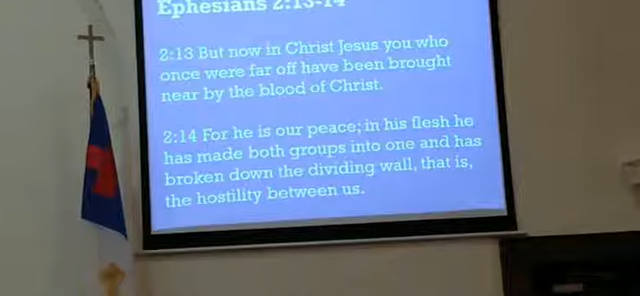 Ephesians 2:13-14
2:13 But now in Christ Jesus you who
once were far off have been brought
near by the blood of Christ.
2:14 For he is our peace; in his flesh he
has made both groups into one and has
broken down the dividing wall, that is,
the hostility between us.